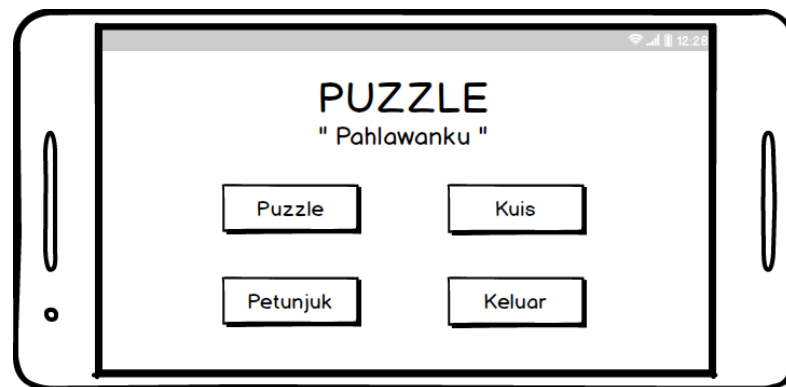 12:28
PUZZLE
" Pahlawanku "
Puzzle Kuis
Petunjuk Keluar